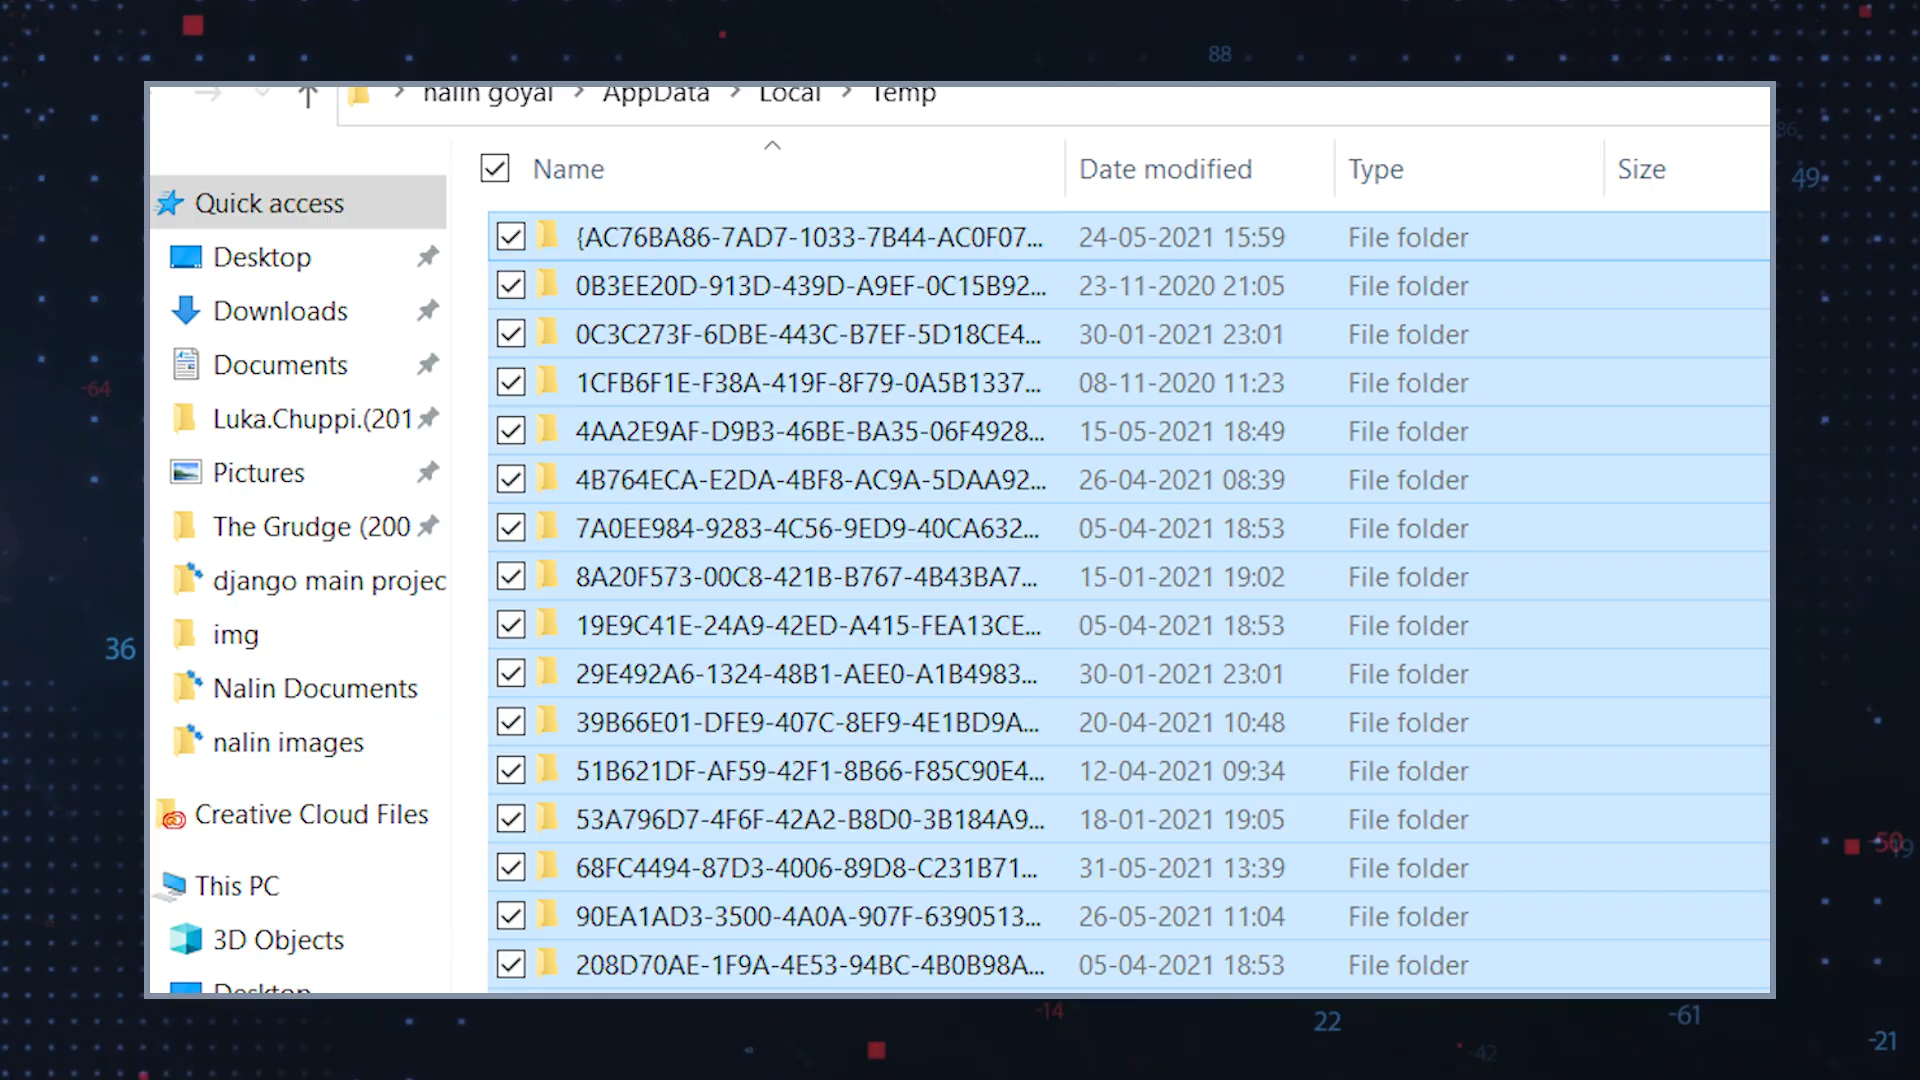 88
nalin goyal > AppData > Local > Temp
86
49
Name Date modified Type Size
Quick access
Desktop
Downloads
Documents
Luka.Chuppi.(201
Pictures
The Grudge (200
django main projec
img
Nalin Documents
nalin images
Creative Cloud Files
This PC
3D Objects
Desktop
{AC76BA86-7AD7-1033-7B44-AC0F07... 24-05-2021 15:59 File folder
0B3EE20D-913D-439D-A9EF-0C15B92... 23-11-2020 21:05 File folder
0C3C273F-6DBE-443C-B7EF-5D18CE4... 30-01-2021 23:01 File folder
1CFB6F1E-F38A-419F-8F79-0A5B1337... 08-11-2020 11:23 File folder
4AA2E9AF-D9B3-46BE-BA35-06F4928... 15-05-2021 18:49 File folder
4B764ECA-E2DA-4BF8-AC9A-5DAA92... 26-04-2021 08:39 File folder
7A0EE984-9283-4C56-9ED9-40CA632... 05-04-2021 18:53 File folder
8A20F573-00C8-421B-B767-4B43BA7... 15-01-2021 19:02 File folder
19E9C41E-24A9-42ED-A415-FEA13CE... 05-04-2021 18:53 File folder
29E492A6-1324-48B1-AEE0-A1B4983... 30-01-2021 23:01 File folder
39B66E01-DFE9-407C-8EF9-4E1BD9A... 20-04-2021 10:48 File folder
51B621DF-AF59-42F1-8B66-F85C90E4... 12-04-2021 09:34 File folder
53A796D7-4F6F-42A2-B8D0-3B184A9... 18-01-2021 19:05 File folder
68FC4494-87D3-4006-89D8-C231B71... 31-05-2021 13:39 File folder
90EA1AD3-3500-4A0A-907F-6390513... 26-05-2021 11:04 File folder
208D70AE-1F9A-4E53-94BC-4B0B98A... 05-04-2021 18:53 File folder
-64
36
-50
-14
22
-61
-21
-42